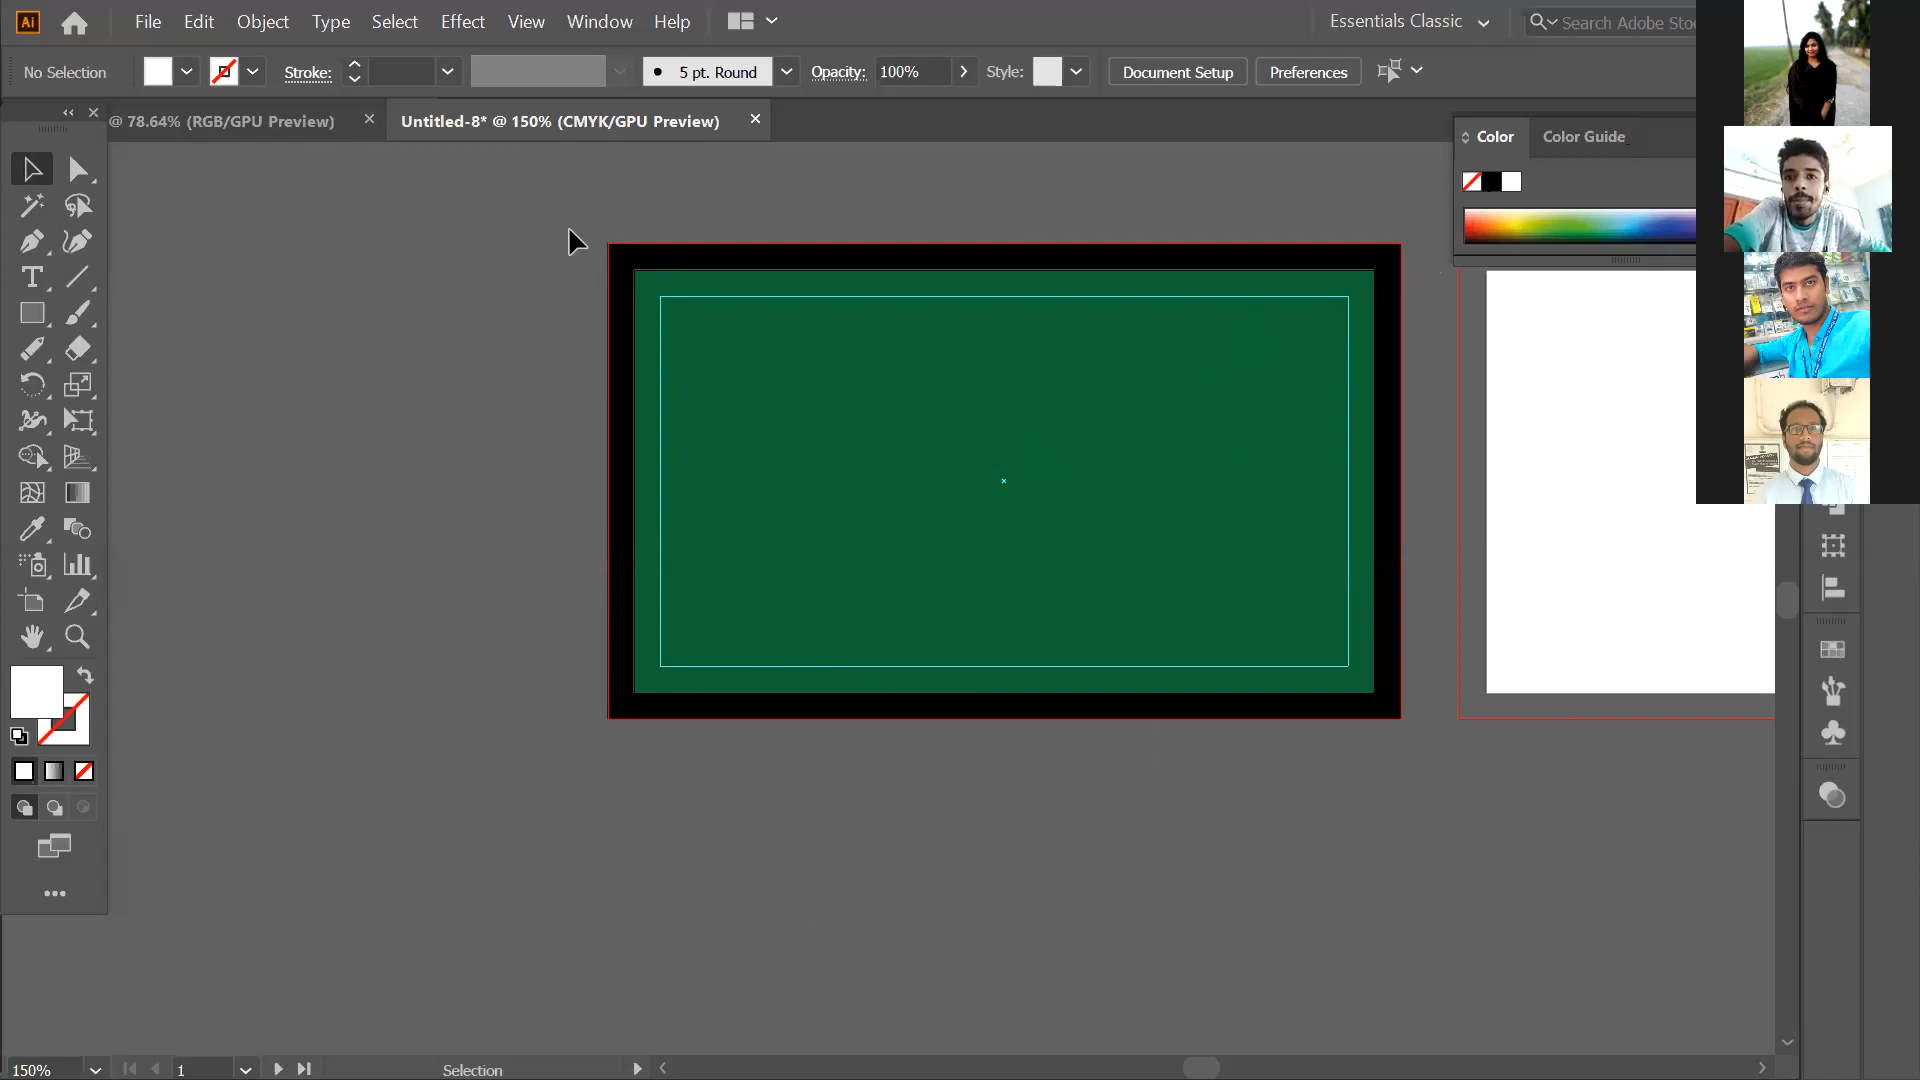 Ai
File Edit Object Type Select Effect View Window Help
Essentials Classic
Search Adobe Sto
No Selection
Stroke:
5 pt. Round
Opacity: 100%
Style:
Document Setup
Preferences
@ 78.64% (RGB/GPU Preview)
Untitled-8* @ 150% (CMYK/GPU Preview)
Color
Color Guide
150%
1
Selection